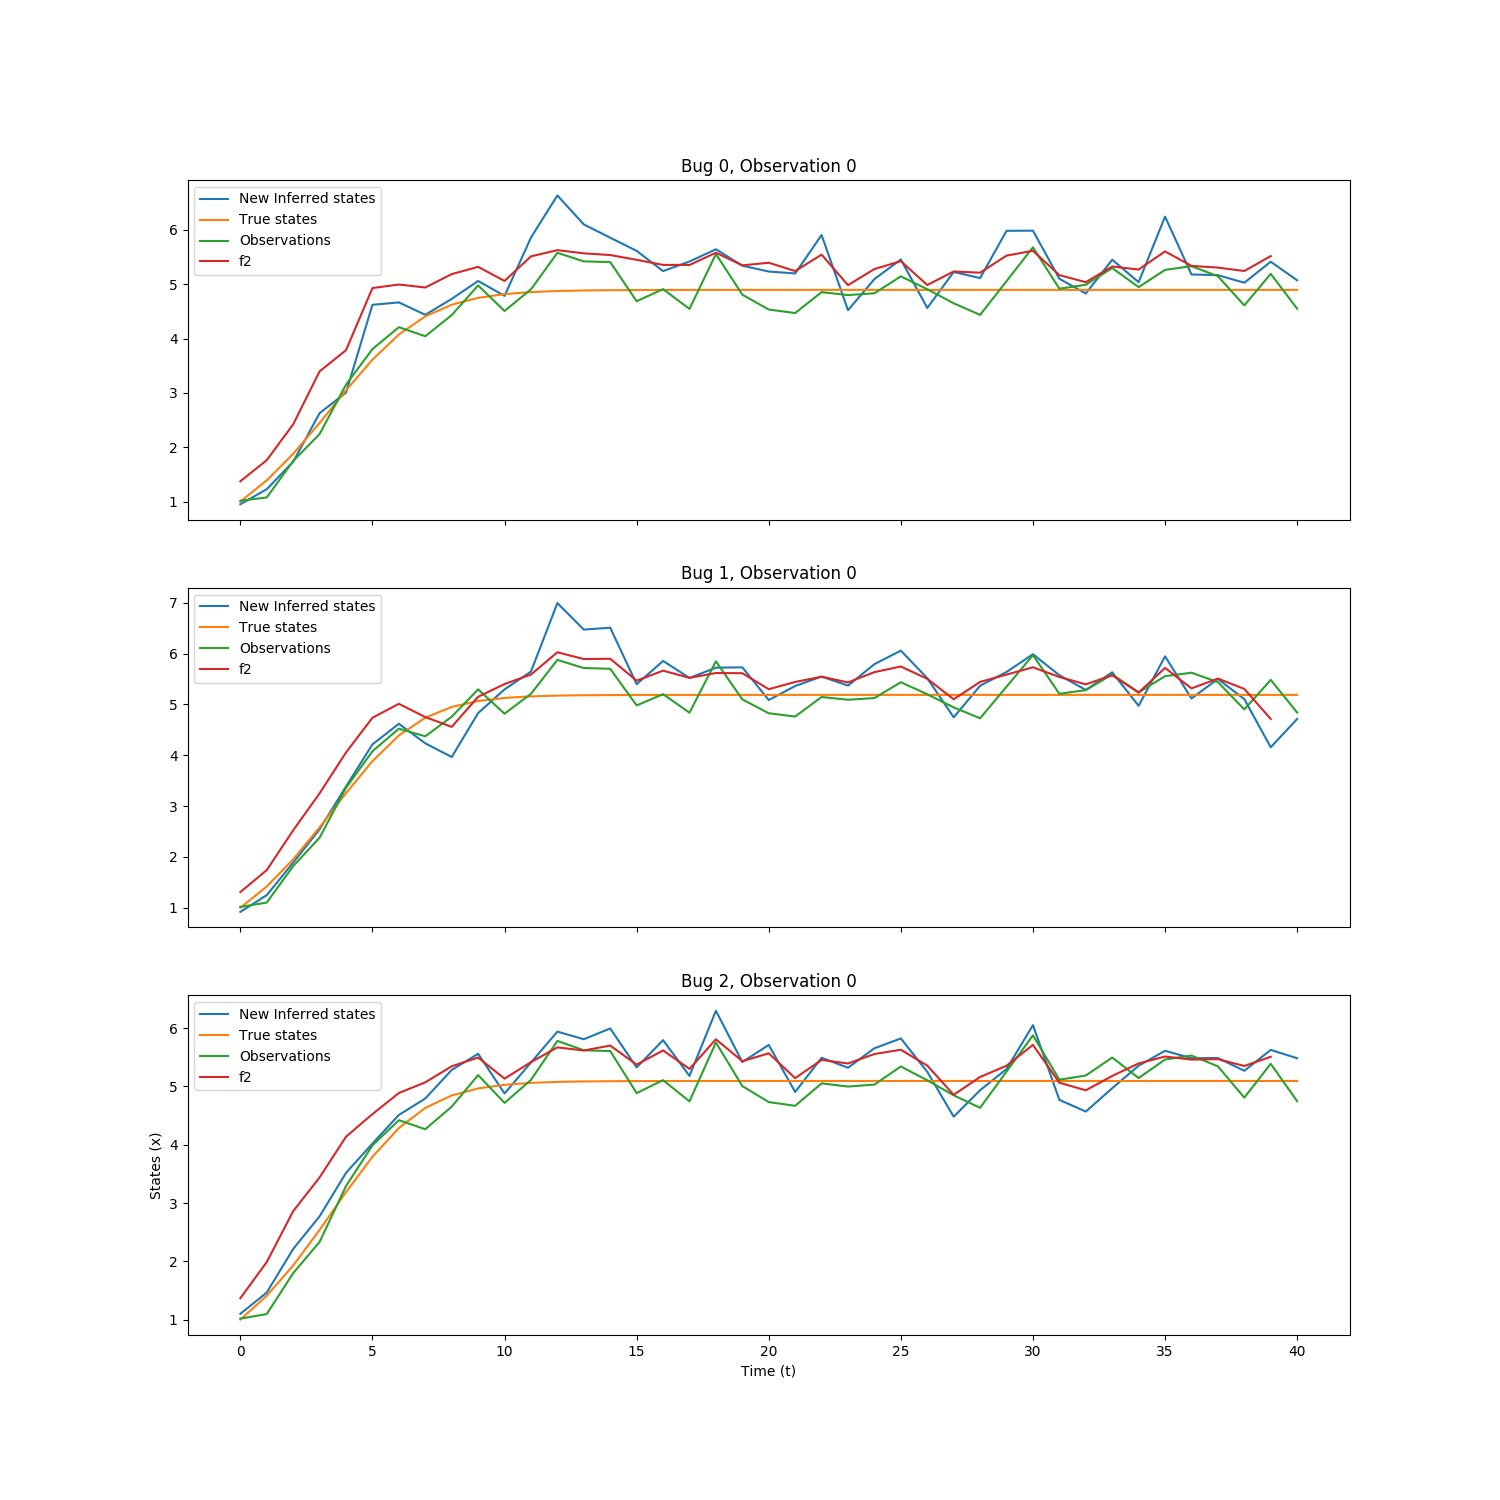 Bug 0, Observation 0
New Inferred states
True states
Observations
f2
6
5
4
3
2
1
Bug 1, Observation 0
New Inferred states
True states
Observations
f2
7
6
5
4
3
2
1
Bug 2, Observation 0
New Inferred states
True states
Observations
f2
6
5
4
3
2
1
States (x)
0 5 10 15 20 25 30 35 40
Time (t)